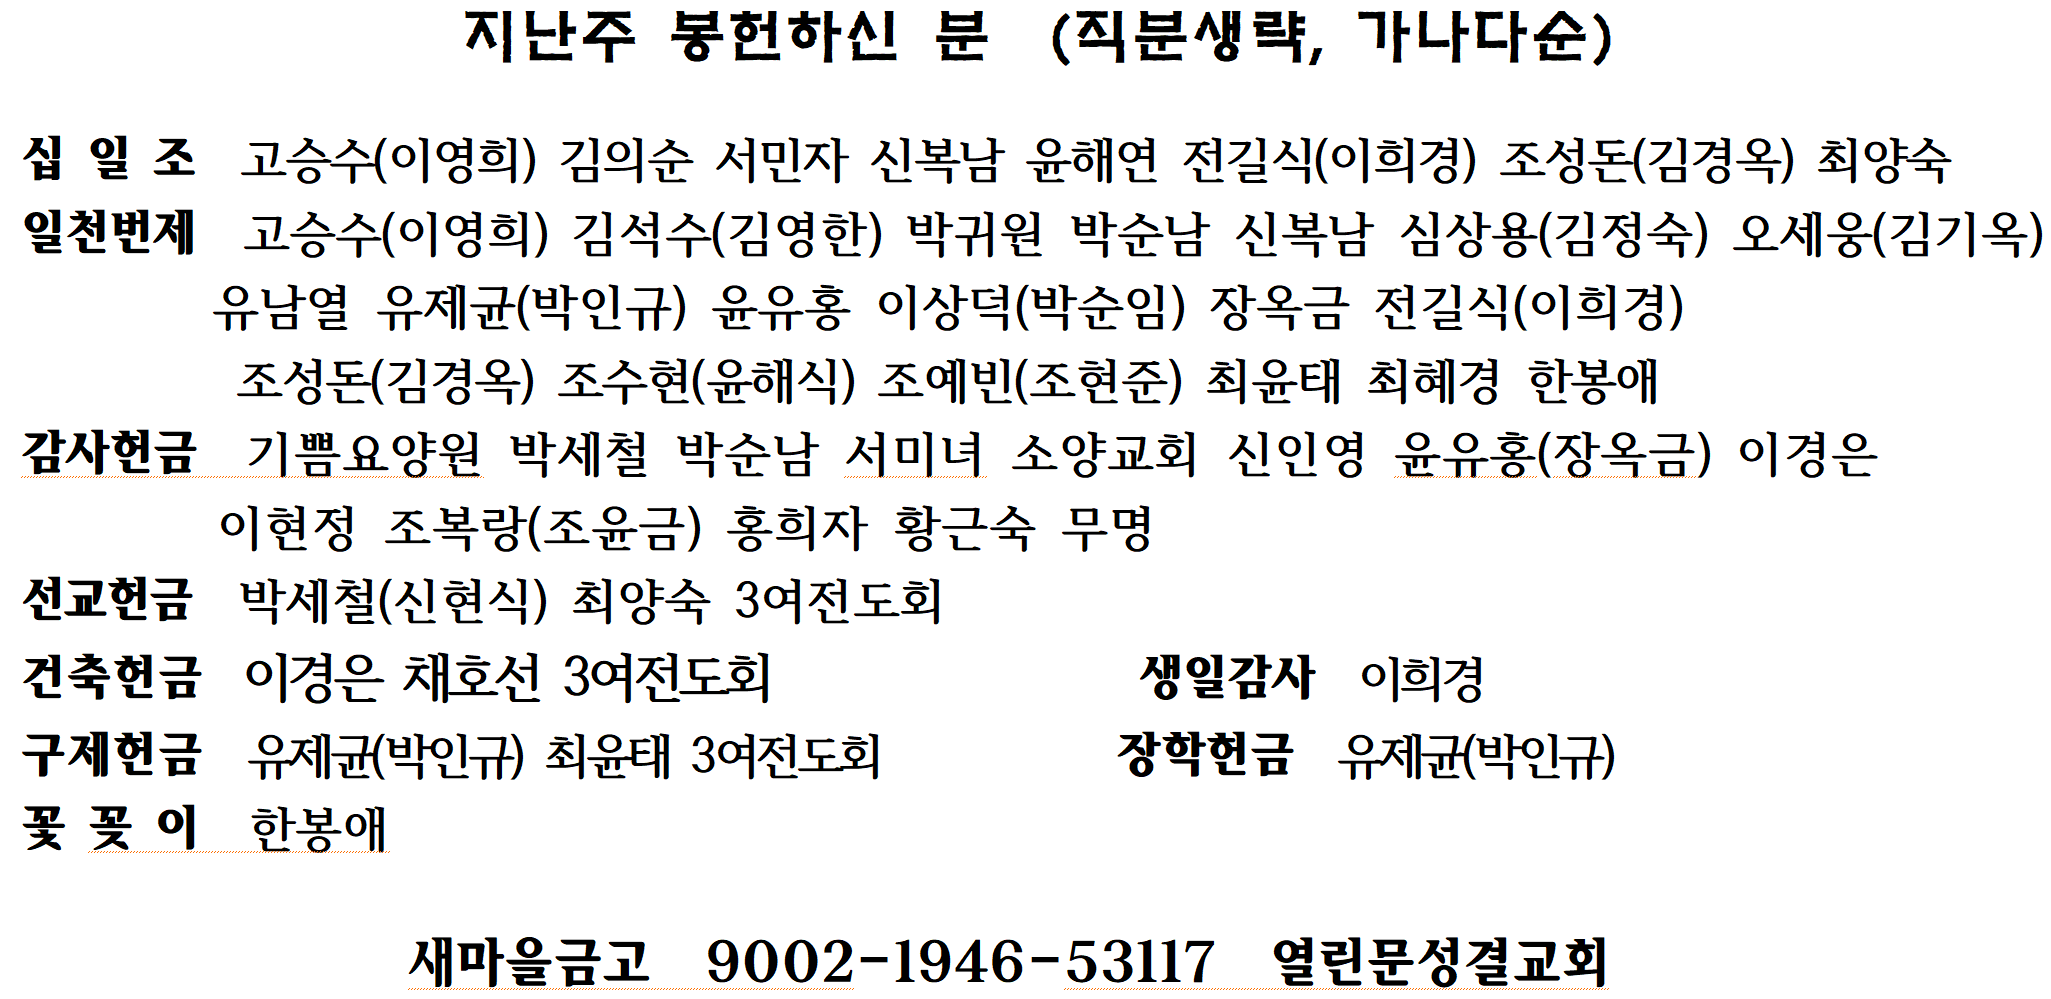 지난주 봉헌하신 분 (직분생략, 가나다순)
십 일 조 고승수(이영희) 김의순 서민자 신복남 윤해연 전길식(이희경) 조성돈(김경옥) 최양숙
일천번제 고승수(이영희) 김석수(김영한) 박귀원 박순남 신복남 심상용(김정숙) 오세웅(김기옥)
유남열 유제균(박인규) 윤유홍 이상덕(박순임) 장옥금 전길식(이희경)
조성돈(김경옥) 조수현(윤해식) 조예빈(조현준) 최윤태 최혜경 한봉애
감사헌금 기쁨요양원 박세철 박순남 서미녀 소양교회 신인영 윤유홍(장옥금) 이경은
이현정 조복랑(조윤금) 홍희자 황근숙 무명
선교헌금 박세철(신현식) 최양숙 3여전도회
건축헌금 이경은 채호선 3여전도회 생일감사 이희경
구제헌금 유제균(박인규) 최윤태 3여전도회 장학헌금 유제균(박인규)
꽃 꽂 이 한봉애
새마을금고 9002-1946-53117 열린문성결교회